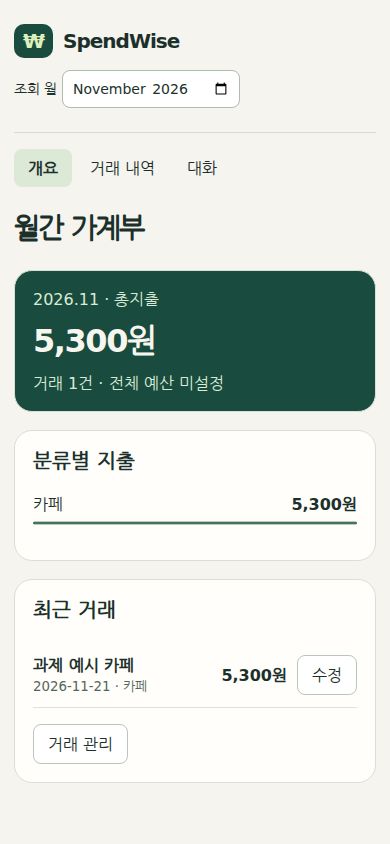 ₩ SpendWise
조회 월 November 2026
개요 거래 내역 대화
월간 가계부
2026.11 · 총지출
5,300원
거래 1건 · 전체 예산 미설정
분류별 지출
카페 5,300원
최근 거래
과제 예시 카페
2026-11-21 · 카페
5,300원 수정
거래 관리